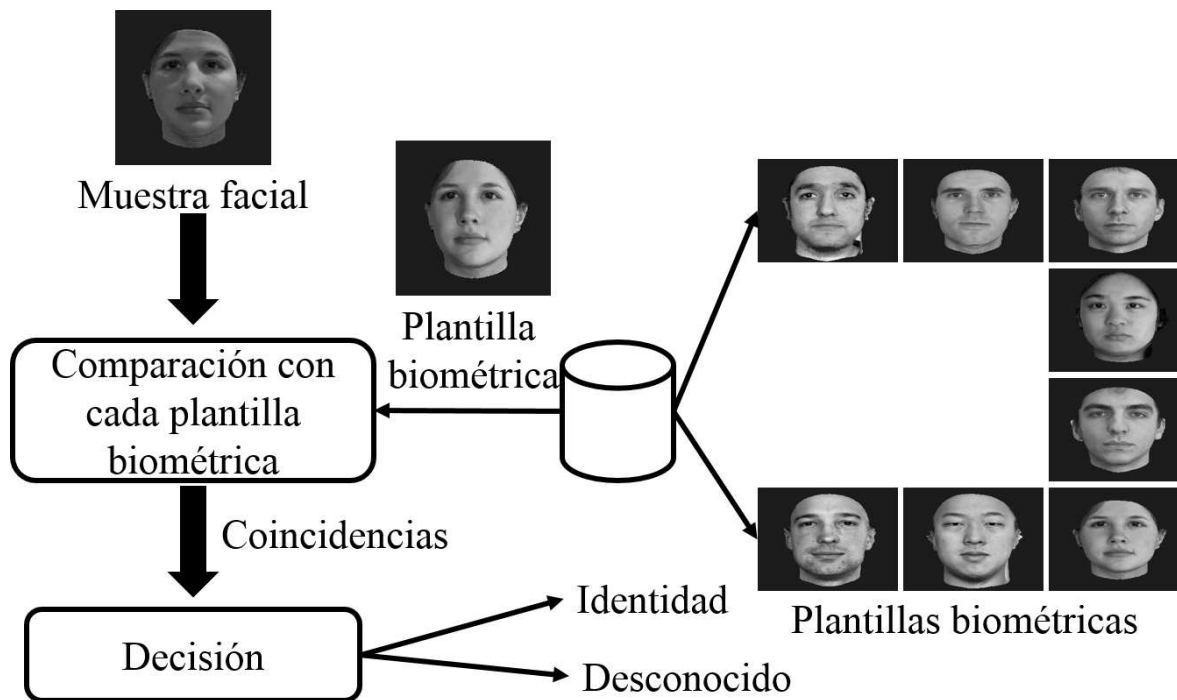 Muestra facial
Plantilla
biométrica
Comparación con
cada plantilla
biométrica
Coincidencias
Decisión
Identidad
Desconocido
Plantillas biométricas